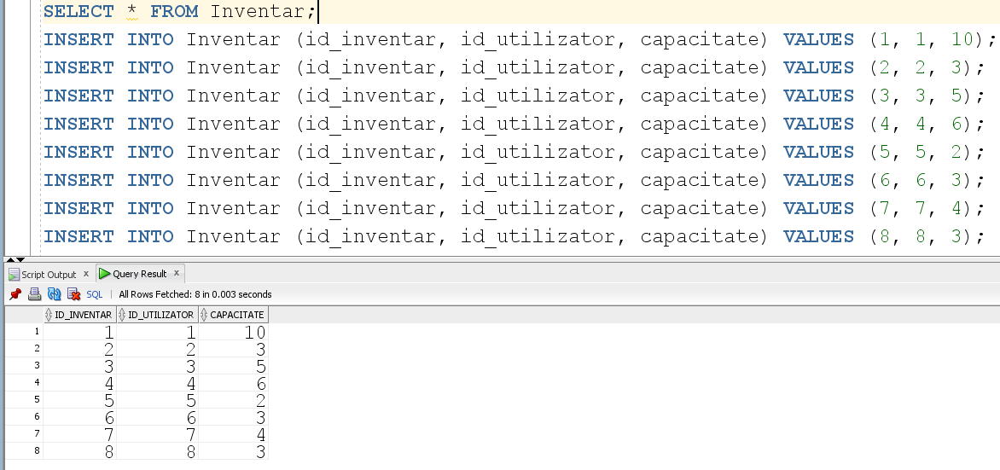 SELECT * FROM Inventar;
INSERT INTO Inventar (id_inventar, id_utilizator, capacitate) VALUES (1, 1, 10);
INSERT INTO Inventar (id_inventar, id_utilizator, capacitate) VALUES (2, 2, 3);
INSERT INTO Inventar (id_inventar, id_utilizator, capacitate) VALUES (3, 3, 5);
INSERT INTO Inventar (id_inventar, id_utilizator, capacitate) VALUES (4, 4, 6);
INSERT INTO Inventar (id_inventar, id_utilizator, capacitate) VALUES (5, 5, 2);
INSERT INTO Inventar (id_inventar, id_utilizator, capacitate) VALUES (6, 6, 3);
INSERT INTO Inventar (id_inventar, id_utilizator, capacitate) VALUES (7, 7, 4);
INSERT INTO Inventar (id_inventar, id_utilizator, capacitate) VALUES (8, 8, 3);
Script Output x Query Result x
SQL | All Rows Fetched: 8 in 0.003 seconds
ID_INVENTAR ID_UTILIZATOR CAPACITATE
1 1 1 10
2 2 2 3
3 3 3 5
4 4 4 6
5 5 5 2
6 6 6 3
7 7 7 4
8 8 8 3